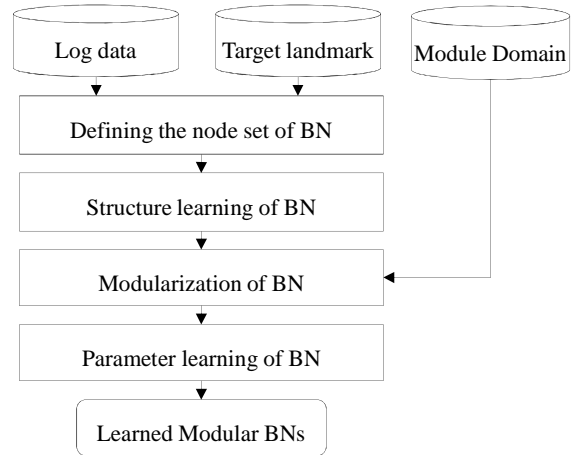 Log data
Target landmark
Module Domain
Defining the node set of BN
Structure learning of BN
Modularization of BN
Parameter learning of BN
Learned Modular BNs